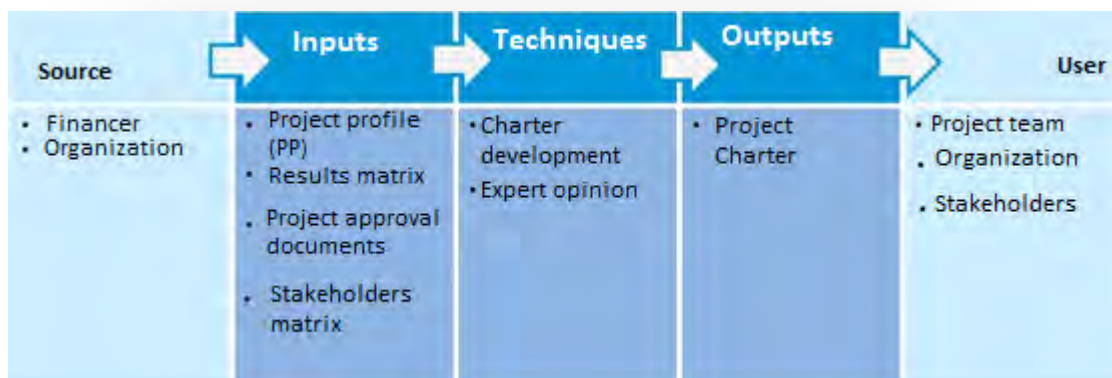 Source
Inputs
Techniques
Outputs
User
• Financer
• Organization
• Project profile
(PP)
• Results matrix
• Project approval
documents
• Stakeholders
matrix
• Charter
development
• Expert opinion
• Project
Charter
• Project team
• Organization
• Stakeholders